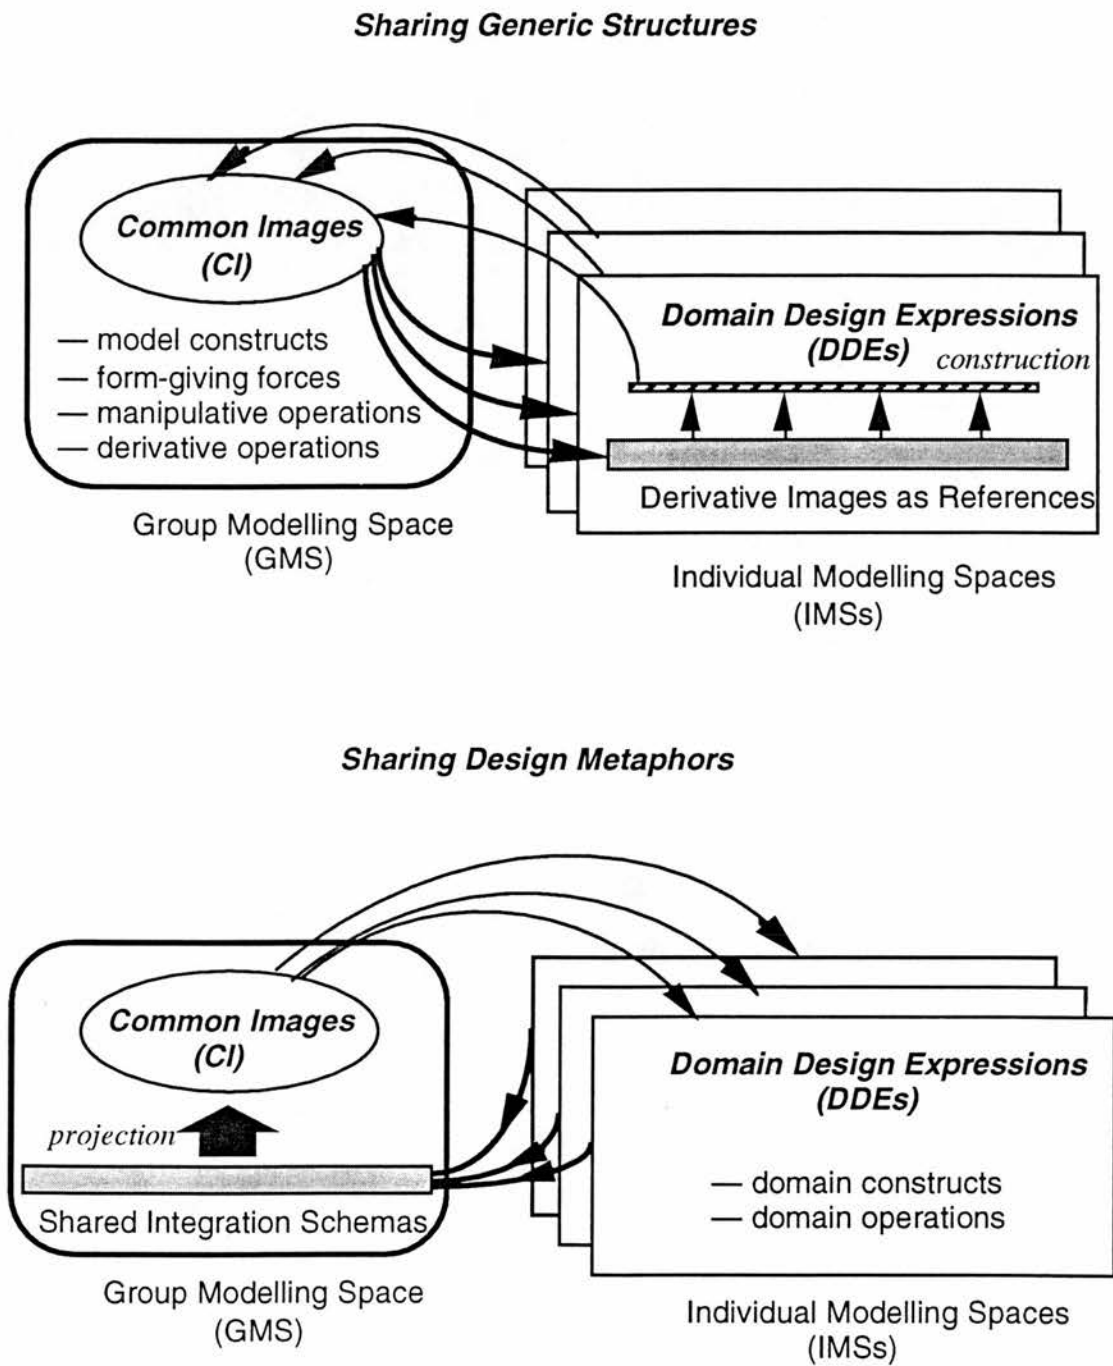 Sharing Generic Structures
Common Images
(CI)
— model constructs
— form-giving forces
— manipulative operations
— derivative operations
Group Modelling Space
(GMS)
Domain Design Expressions
(DDEs)
construction
Derivative Images as References
Individual Modelling Spaces
(IMSs)
Sharing Design Metaphors
Common Images
(CI)
projection
Shared Integration Schemas
Group Modelling Space
(GMS)
Domain Design Expressions
(DDEs)
— domain constructs
— domain operations
Individual Modelling Spaces
(IMSs)